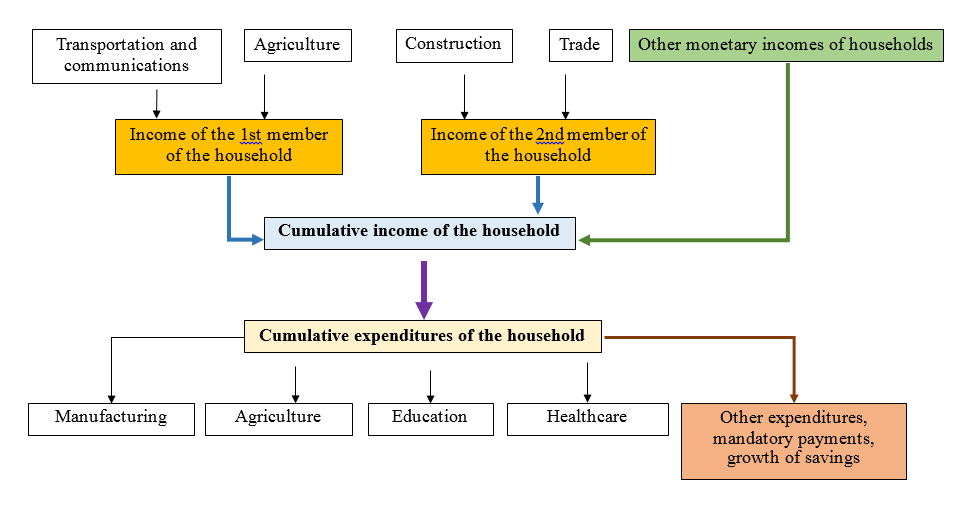 Transportation and
communications
Agriculture
Construction
Trade
Other monetary incomes of households
Income of the 1st member
of the household
Income of the 2nd member of
the household
Cumulative income of the household
Cumulative expenditures of the household
Manufacturing
Agriculture
Education
Healthcare
Other expenditures,
mandatory payments,
growth of savings